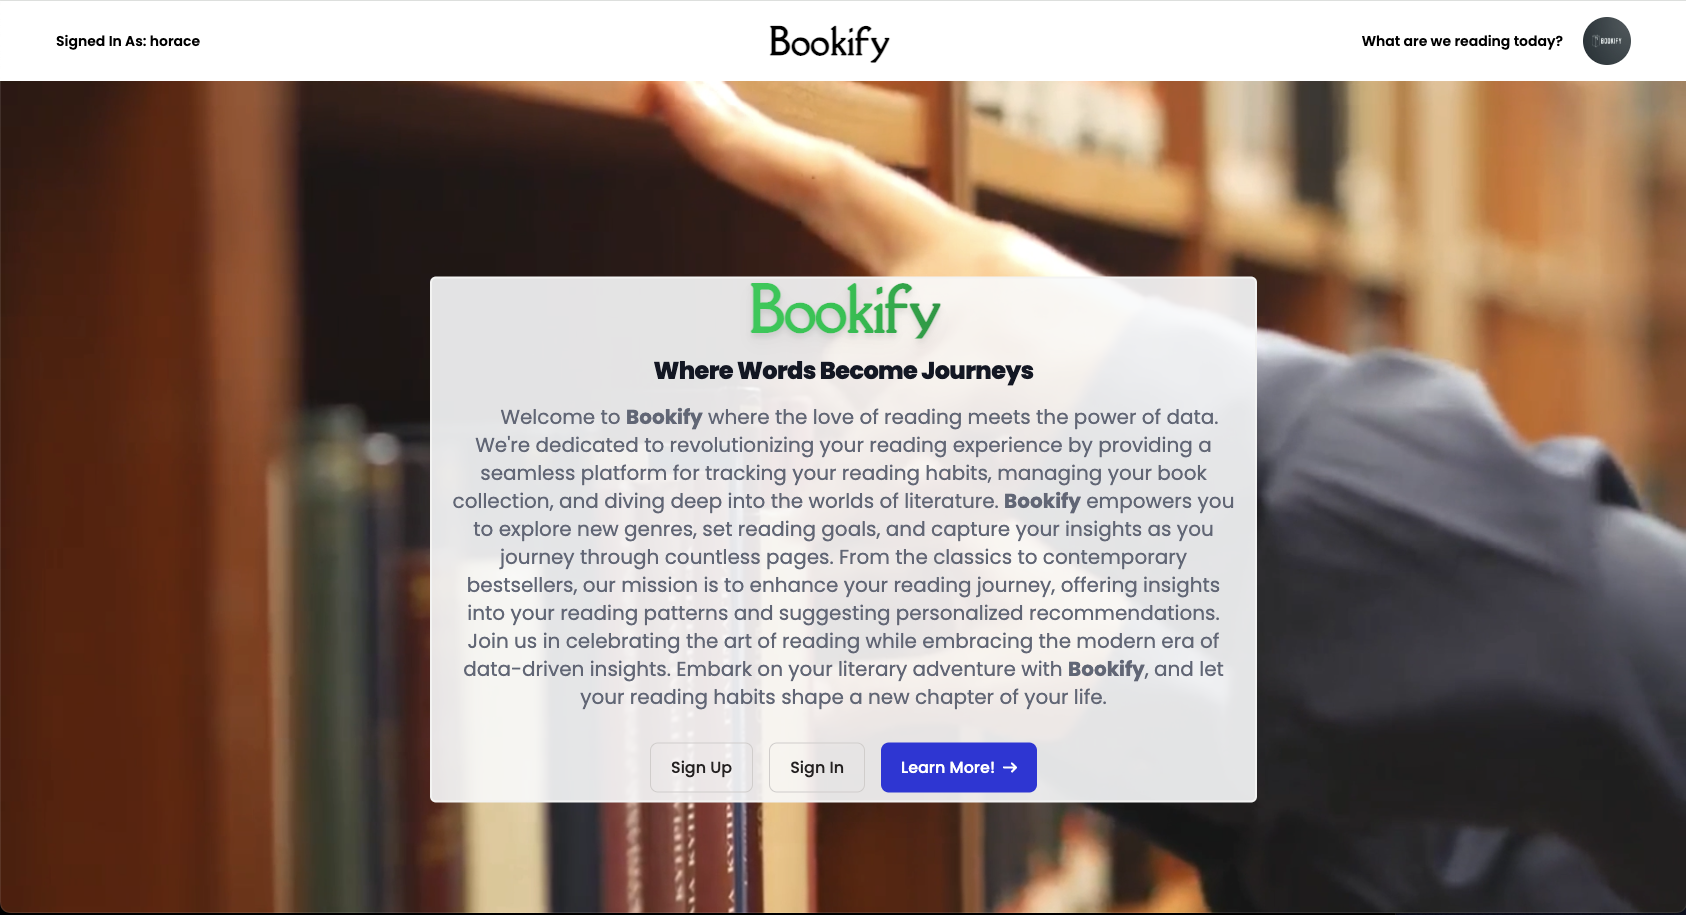 Signed In As: horace
Bookify
What are we reading today?
BOOKIFY
Bookify
Where Words Become Journeys
Welcome to Bookify where the love of reading meets the power of data.
We're dedicated to revolutionizing your reading experience by providing a
seamless platform for tracking your reading habits, managing your book
collection, and diving deep into the worlds of literature. Bookify empowers you
to explore new genres, set reading goals, and capture your insights as you
journey through countless pages. From the classics to contemporary
bestsellers, our mission is to enhance your reading journey, offering insights
into your reading patterns and suggesting personalized recommendations.
Join us in celebrating the art of reading while embracing the modern era of
data-driven insights. Embark on your literary adventure with Bookify, and let
your reading habits shape a new chapter of your life.
Sign Up
Sign In
Learn More! →